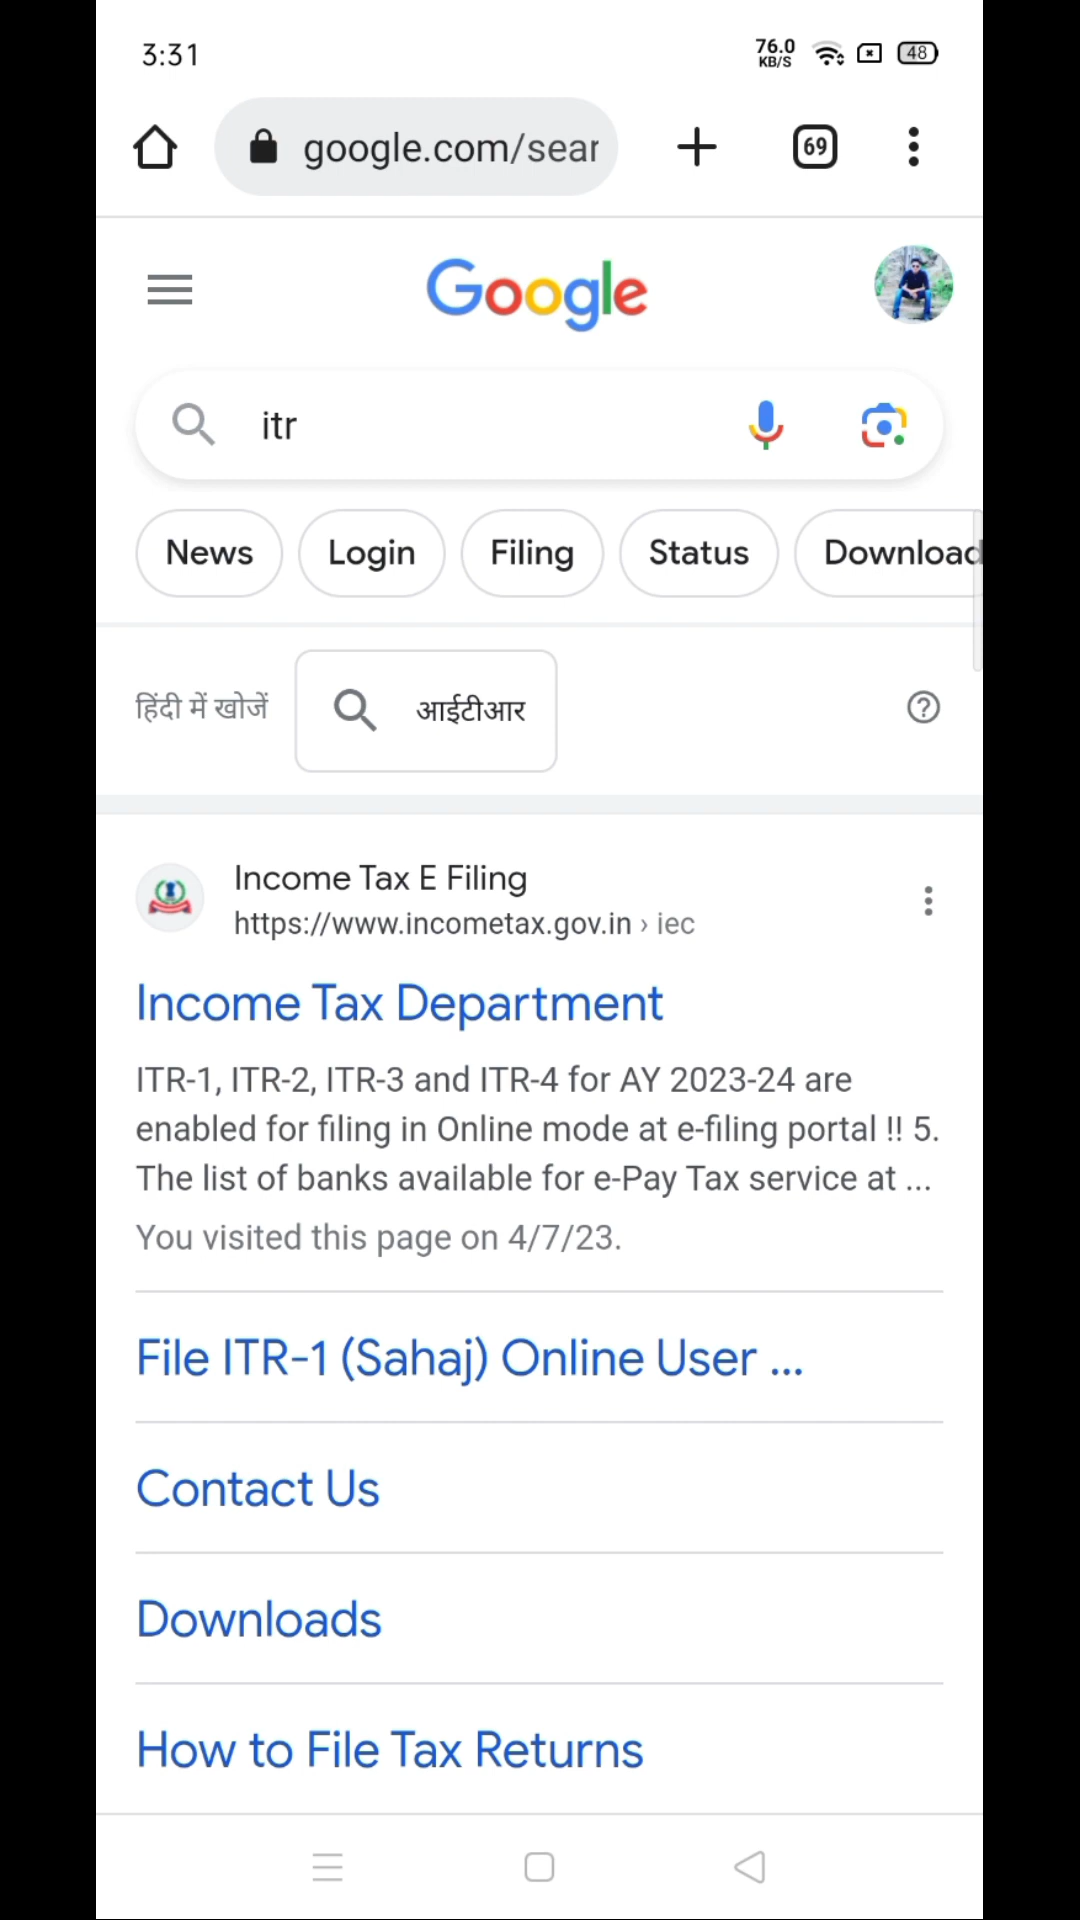 3:31
76.0
KB/S
48
google.com/sear
69
Google
itr
News
Login
Filing
Status
Download
हिंदी में खोजें
आईटीआर
Income Tax E Filing
https://www.incometax.gov.in › iec
Income Tax Department
ITR-1, ITR-2, ITR-3 and ITR-4 for AY 2023-24 are
enabled for filing in Online mode at e-filing portal !! 5.
The list of banks available for e-Pay Tax service at ...
You visited this page on 4/7/23.
File ITR-1 (Sahaj) Online User ...
Contact Us
Downloads
How to File Tax Returns